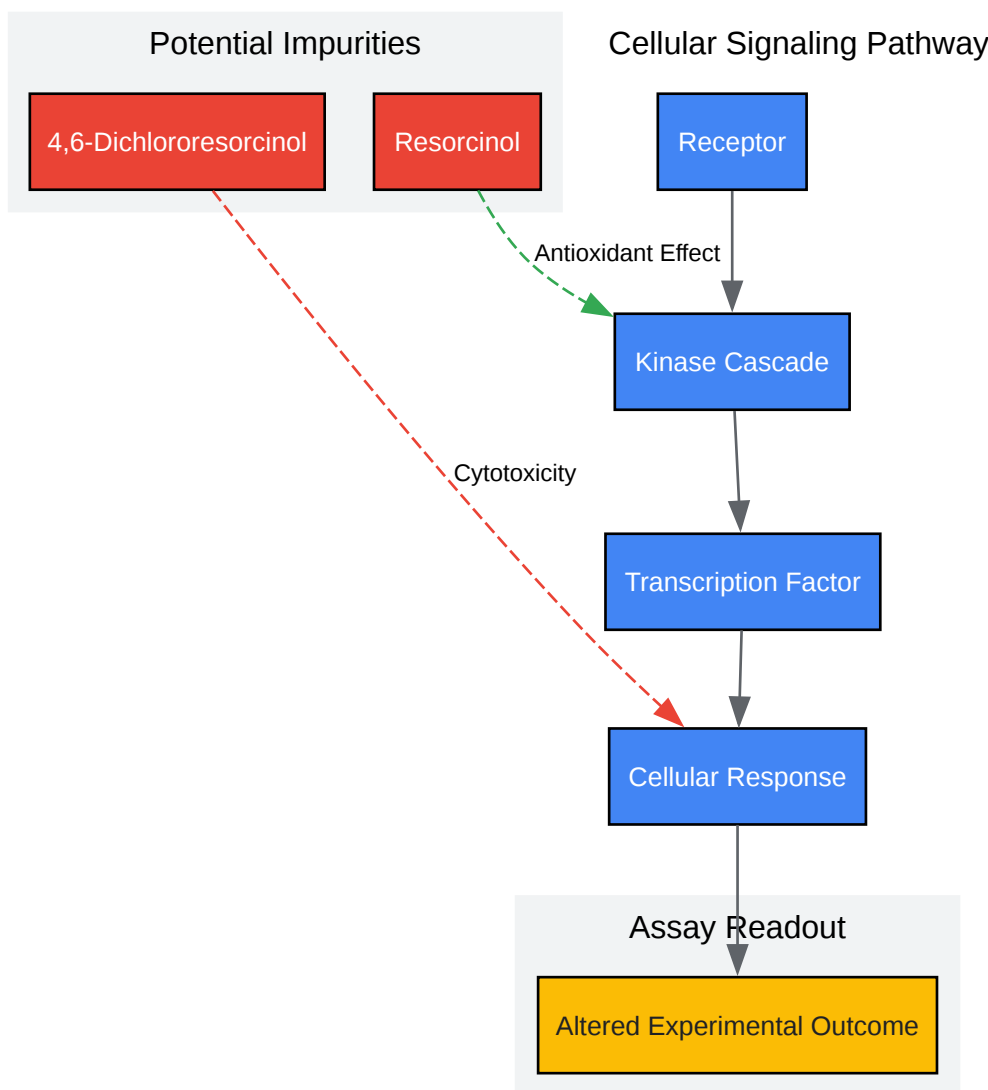 Potential Impurities
Cellular Signaling Pathway
4,6-Dichlororesorcinol
Resorcinol
Receptor
Antioxidant Effect
Kinase Cascade
Cytotoxicity
Transcription Factor
Cellular Response
Assay Readout
Altered Experimental Outcome